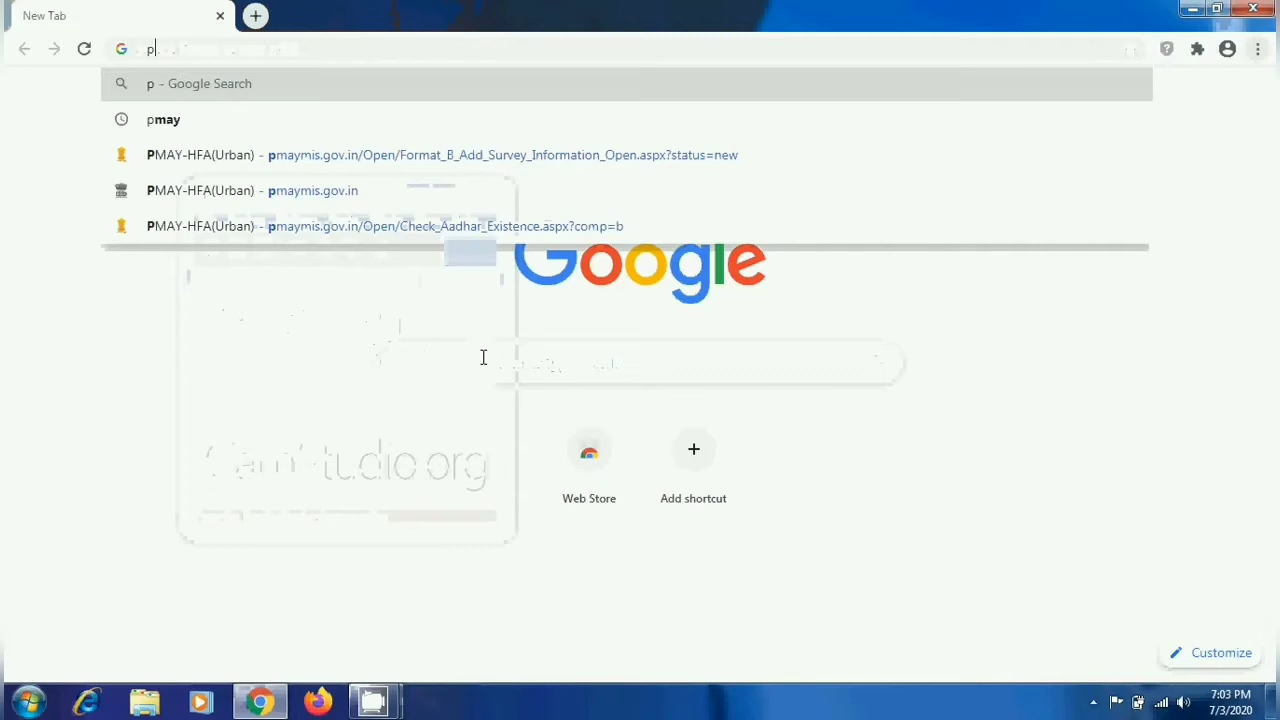 New Tab
p
p - Google Search
pmay
PMAY-HFA(Urban) - pmaymis.gov.in/Open/Format_B_Add_Survey_Information_Open.aspx?status=new
PMAY-HFA(Urban) - pmaymis.gov.in
PMAY-HFA(Urban) - pmaymis.gov.in/Open/Check_Aadhar_Existence.aspx?comp=b
Google
CamStudio.org
Web Store
Add shortcut
Customize
7:03 PM
7/3/2020